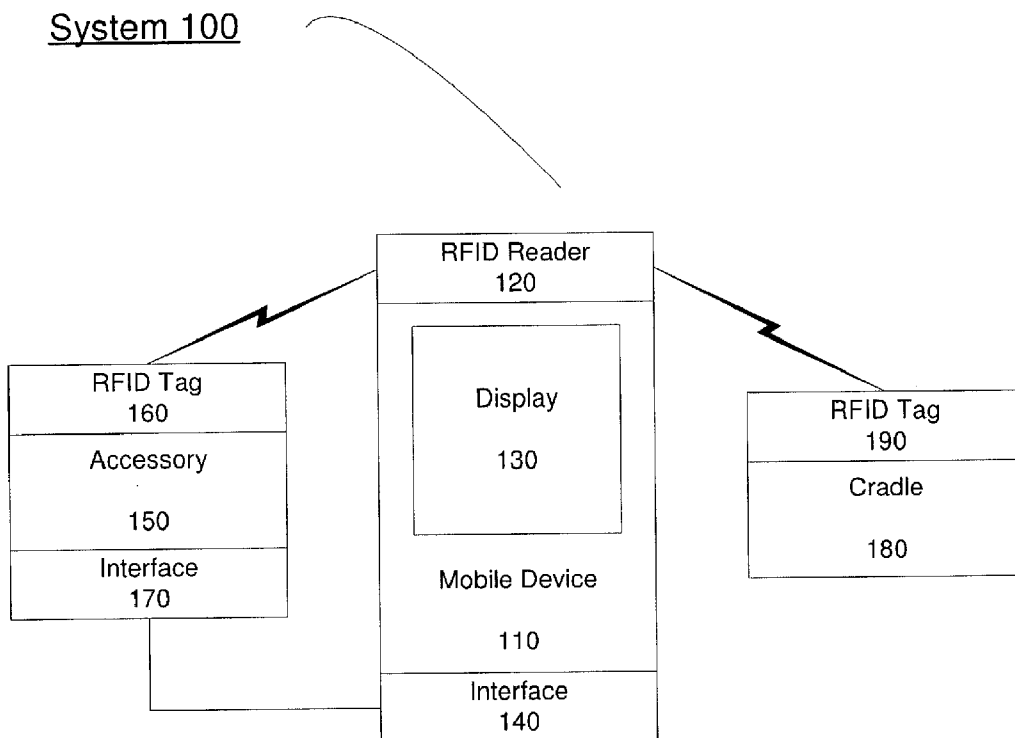 System 100
RFID Reader
120
Display
130
Mobile Device
110
Interface
140
RFID Tag
160
Accessory
150
Interface
170
RFID Tag
190
Cradle
180